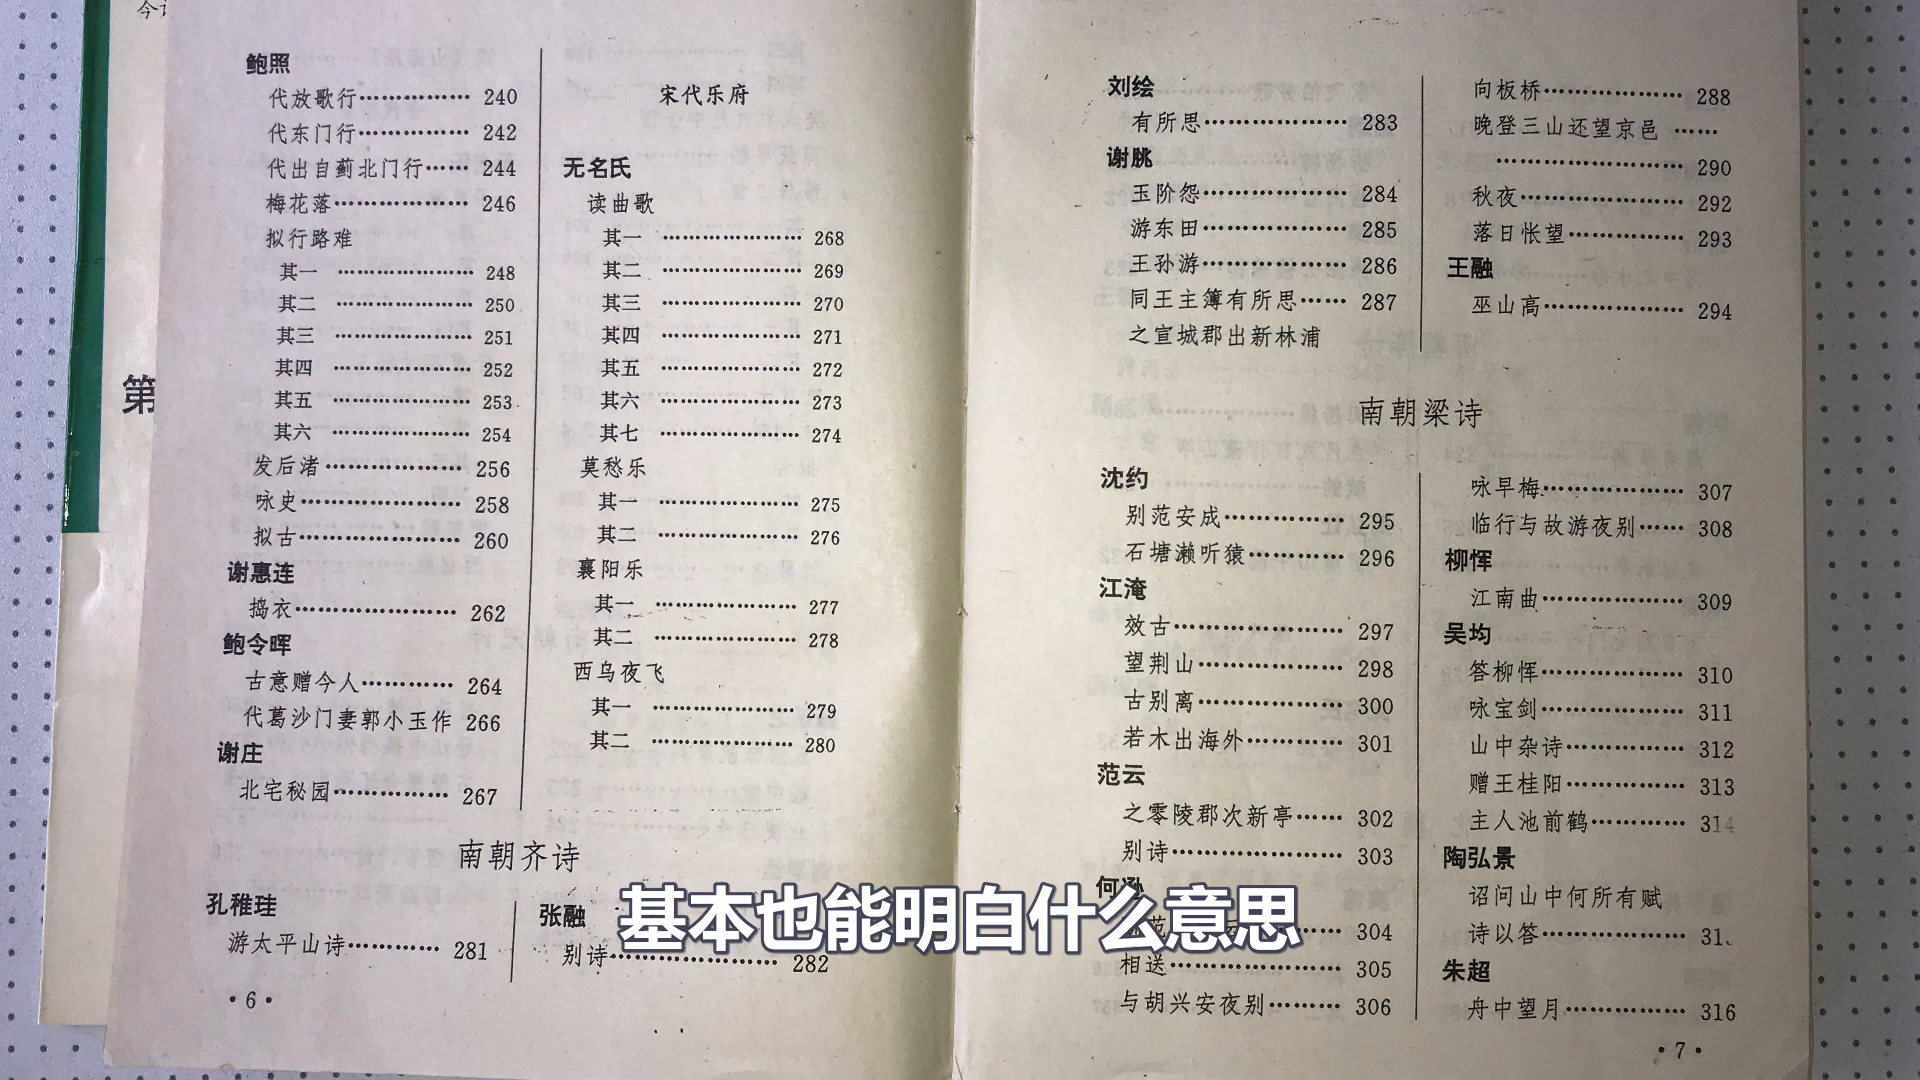 今
第
鲍照
代放歌行……………240
代东门行……………242
代出自蓟北门行……244
梅花落………………246
拟行路难
其一 …………………248
其二 …………………250
其三 …………………251
其四 …………………252
其五 …………………253
其六 …………………254
发后渚………………256
咏史…………………258
拟古…………………260
谢惠连
捣衣…………………262
鲍令晖
古意赠今人…………264
代葛沙门妻郭小玉作 266
谢庄
北宅秘园……………267
宋代乐府
无名氏
读曲歌
其一 …………………268
其二 …………………269
其三 …………………270
其四 …………………271
其五 …………………272
其六 …………………273
其七 …………………274
莫愁乐
其一 …………………275
其二 …………………276
襄阳乐
其一 …………………277
其二 …………………278
西乌夜飞
其一 …………………279
其二 …………………280
南朝齐诗
孔稚珪
游太平山诗…………281
张融
别诗…………………282
·6·
刘绘
有所思………………283
谢朓
玉阶怨………………284
游东田………………285
王孙游………………286
同王主簿有所思……287
之宣城郡出新林浦
向板桥………………288
晚登三山还望京邑 ……
……………………290
秋夜…………………292
落日怅望……………293
王融
巫山高………………294
南朝梁诗
沈约
别范安成……………295
石塘濑听猿…………296
江淹
效古…………………297
望荆山………………298
古别离………………300
若木出海外…………301
范云
之零陵郡次新亭……302
别诗…………………303
何逊
范 ……304
相送…………………305
与胡兴安夜别………306
咏早梅………………307
临行与故游夜别……308
柳恽
江南曲………………309
吴均
答柳恽………………310
咏宝剑………………311
山中杂诗……………312
赠王桂阳……………313
主人池前鹤…………314
陶弘景
诏问山中何所有赋
诗以答………………31
朱超
舟中望月……………316
·7·
基本也能明白什么意思